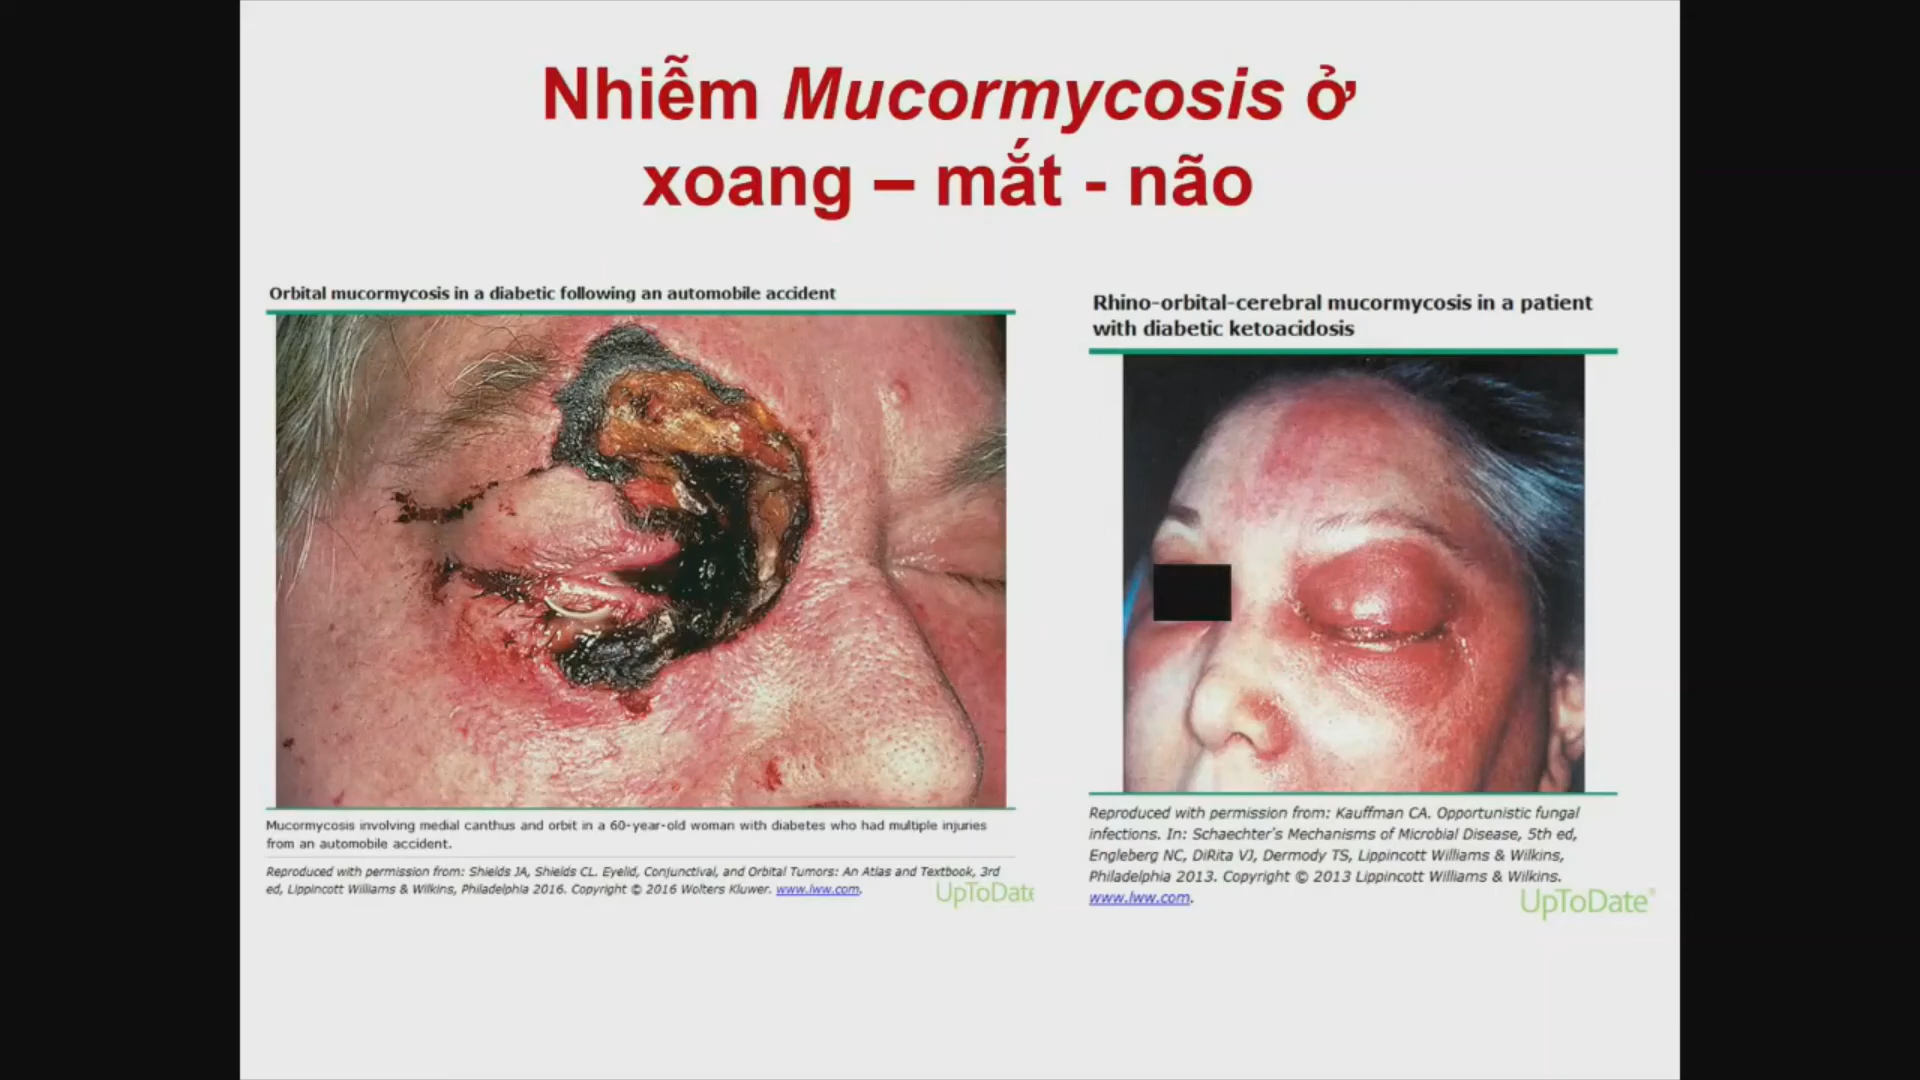 Nhiễm Mucormycosis ở
xoang – mắt - não
Orbital mucormycosis in a diabetic following an automobile accident
Mucormycosis involving medial canthus and orbit in a 60-year-old woman with diabetes who had multiple injuries
from an automobile accident.
Reproduced with permission from: Shields JA, Shields CL. Eyelid, Conjunctival, and Orbital Tumors: An Atlas and Textbook, 3rd
ed, Lippincott Williams & Wilkins, Philadelphia 2016. Copyright © 2016 Wolters Kluwer. www.lww.com.
UpToDate
Rhino-orbital-cerebral mucormycosis in a patient
with diabetic ketoacidosis
Reproduced with permission from: Kauffman CA. Opportunistic fungal
infections. In: Schaechter's Mechanisms of Microbial Disease, 5th ed,
Engleberg NC, DiRita VJ, Dermody TS, Lippincott Williams & Wilkins,
Philadelphia 2013. Copyright © 2013 Lippincott Williams & Wilkins.
www.lww.com.
UpToDate®